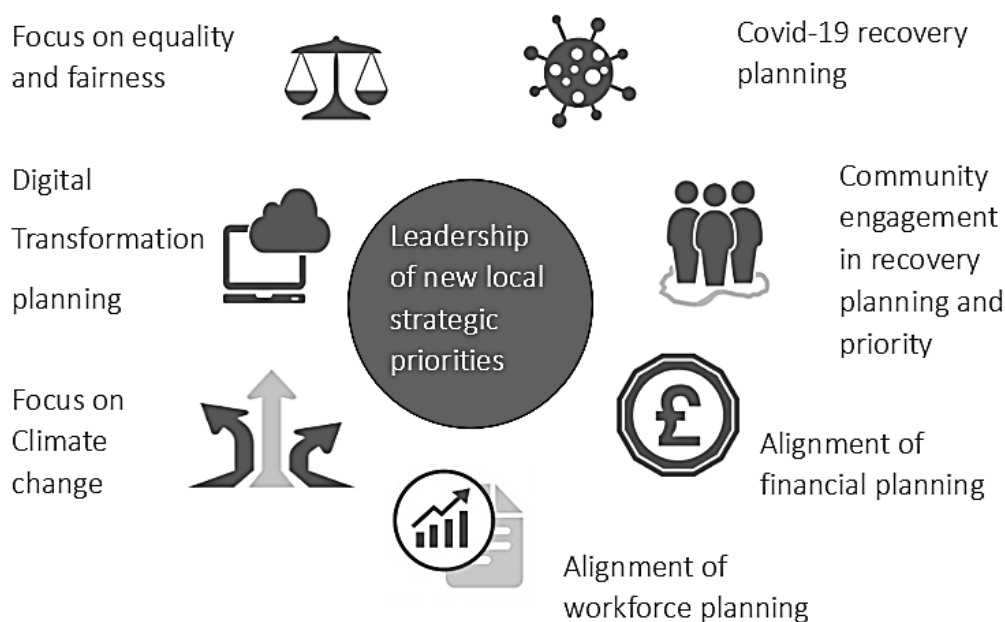 Focus on equality
and fairness
Covid-19 recovery
planning
Digital
Transformation
planning
Leadership
of new local
strategic
priorities
Community
engagement
in recovery
planning and
priority
Focus on
Climate
change
£
Alignment of
financial planning
Alignment of
workforce planning